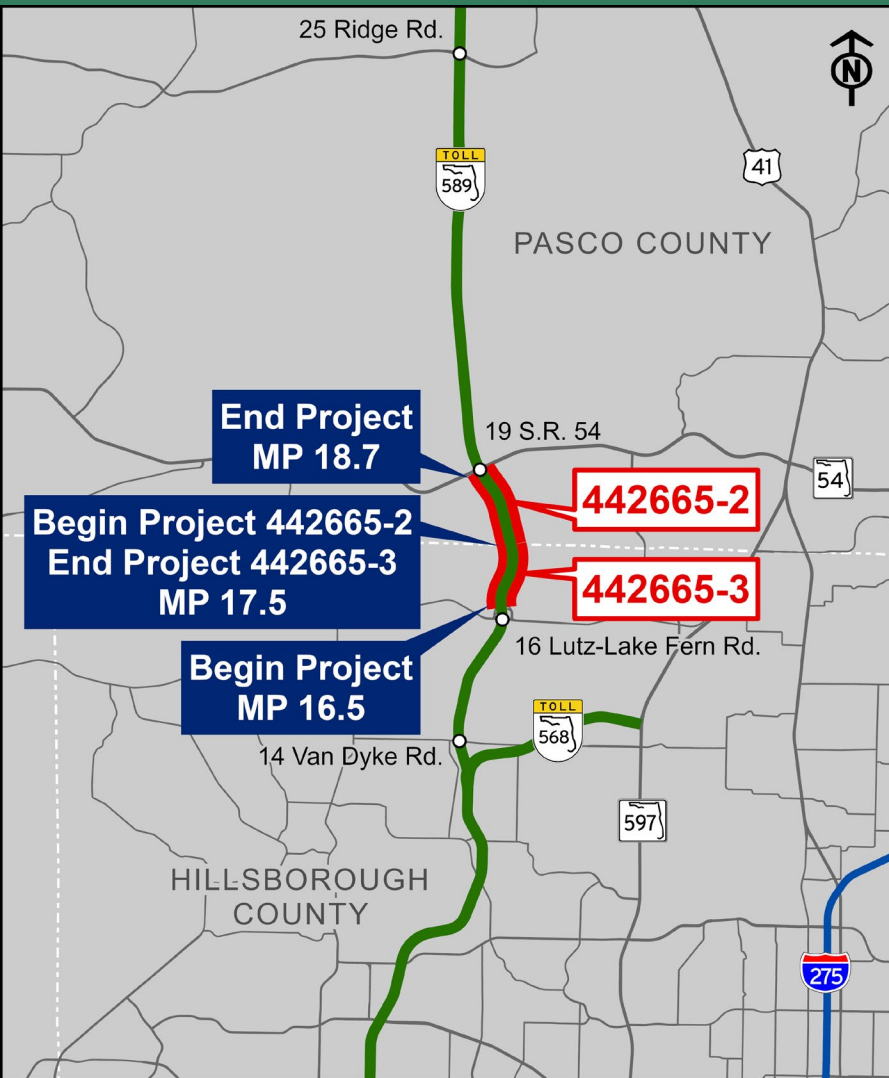 25 Ridge Rd.
N
TOLL
589
41
PASCO COUNTY
End Project
MP 18.7
19 S.R. 54
54
442665-2
Begin Project 442665-2
End Project 442665-3
MP 17.5
442665-3
16 Lutz-Lake Fern Rd.
Begin Project
MP 16.5
TOLL
568
14 Van Dyke Rd.
597
HILLSBOROUGH
COUNTY
275